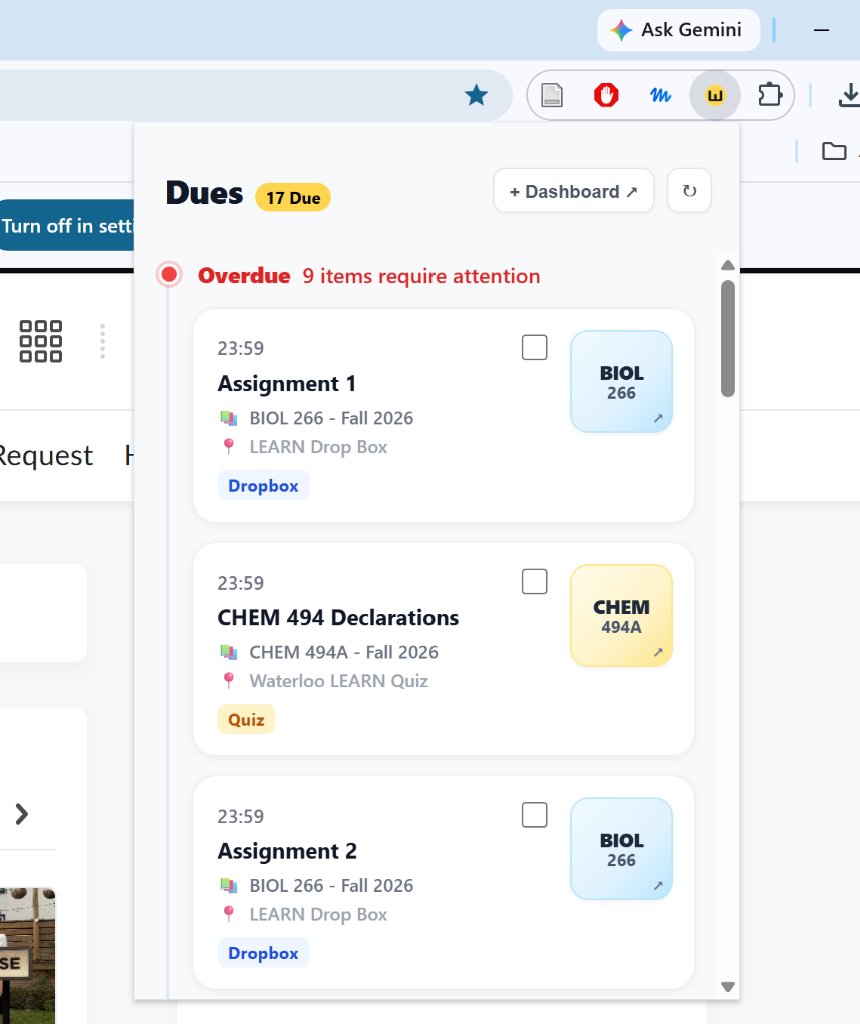 Ask Gemini
Turn off in setti
Dues
17 Due
+ Dashboard ↗
↻
Overdue 9 items require attention
23:59
Assignment 1
BIOL 266 - Fall 2026
LEARN Drop Box
Dropbox
BIOL
266
↗
23:59
CHEM 494 Declarations
CHEM 494A - Fall 2026
Waterloo LEARN Quiz
Quiz
CHEM
494A
↗
23:59
Assignment 2
BIOL 266 - Fall 2026
LEARN Drop Box
Dropbox
BIOL
266
↗
Request
H
SE